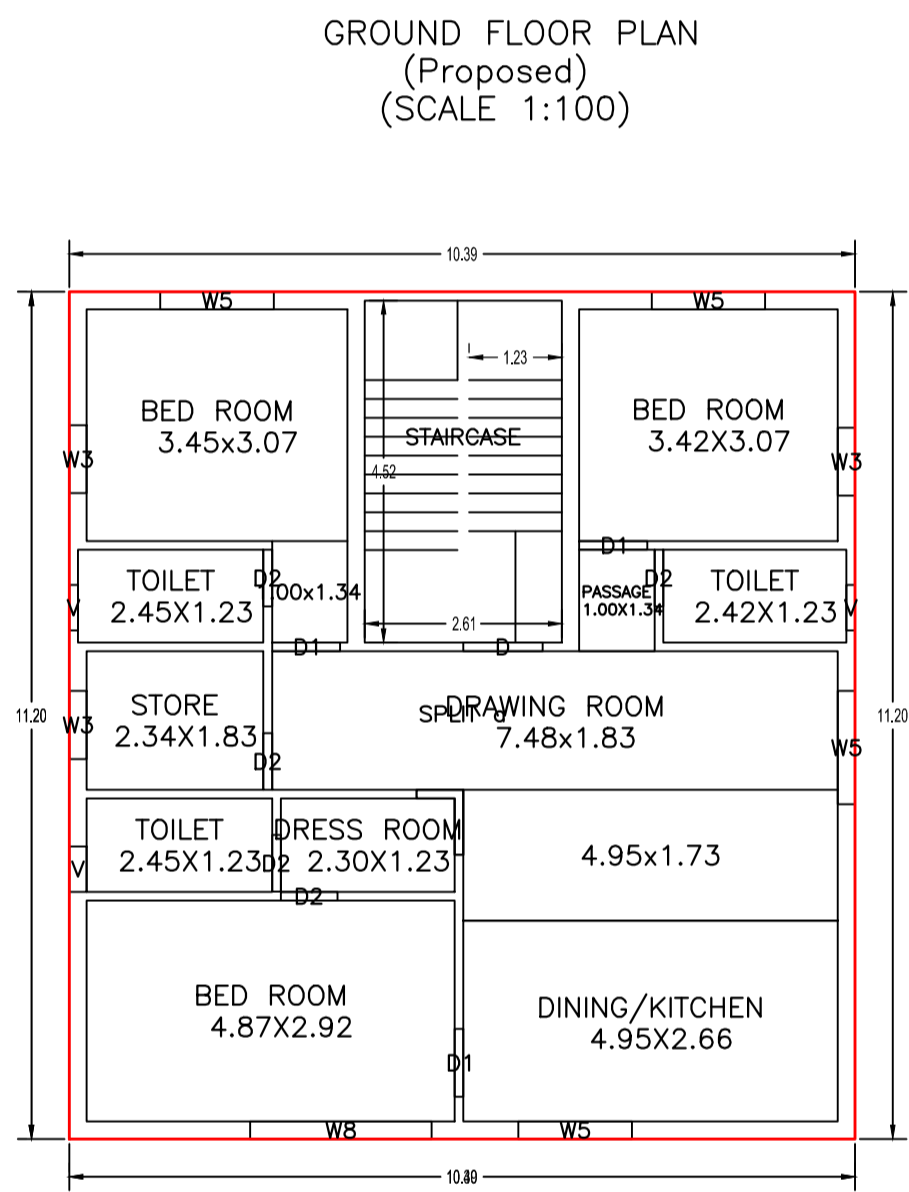 GROUND FLOOR PLAN
(Proposed)
(SCALE 1:100)
10.39
W5
W5
1.23
BED ROOM
3.45x3.07
STAIRCASE
BED ROOM
3.42X3.07
W3
4.52
W3
D1
TOILET
2.45X1.23
D2
.00x1.34
PASSAGE
1.00X1.34
D2
TOILET
2.42X1.23
V
V
2.61
D1
D
STORE
2.34X1.83
SPLIT d
DRAWING ROOM
7.48x1.83
11.20
11.20
W3
W5
D2
TOILET
2.45X1.23
DRESS ROOM
2.30X1.23
4.95x1.73
V
D2
D2
BED ROOM
4.87X2.92
DINING/KITCHEN
4.95X2.66
D1
W8
W5